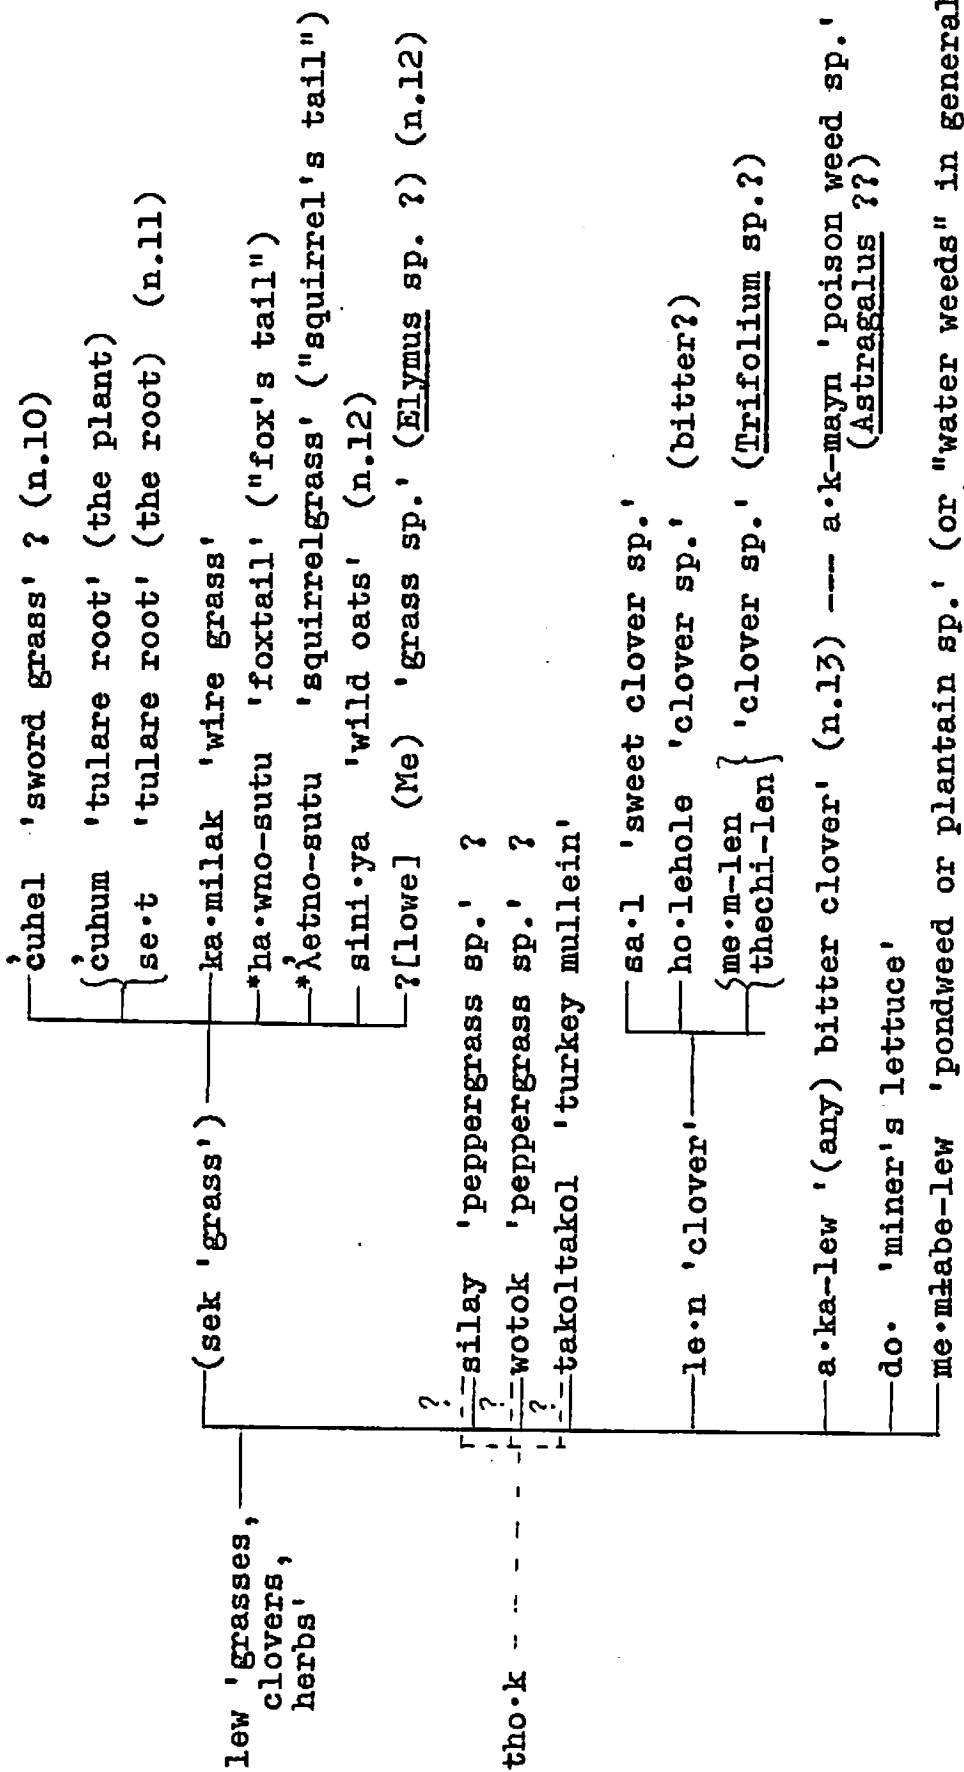 lew 'grasses,
clovers,
herbs'
(sek 'grass')
c̓uhel 'sword grass' ? (n.10)
c̓uhum 'tulare root' (the plant)
se·t 'tulare root' (the root) (n.11)
ka·milak 'wire grass'
*ha·wno-sutu 'foxtail' ("fox's tail")
*ƛ̓etno-sutu 'squirrelgrass' ("squirrel's tail")
sini·ya 'wild oats' (n.12)
?[lowe] (Me) 'grass sp.' (Elymus sp. ?) (n.12)
tho·k
? silay 'peppergrass sp.' ?
? wotok 'peppergrass sp.' ?
? takoltakol 'turkey mullein'
le·n 'clover'
sa·l 'sweet clover sp.'
ho·lehole 'clover sp.' (bitter?)
me·m-len
thechi-len
'clover sp.' (Trifolium sp.?)
a·ka-lew '(any) bitter clover' (n.13) --- a·k-mayn 'poison weed sp.'
(Astragalus ??)
do· 'miner's lettuce'
me·młabe-lew 'pondweed or plantain sp.' (or "water weeds" in general